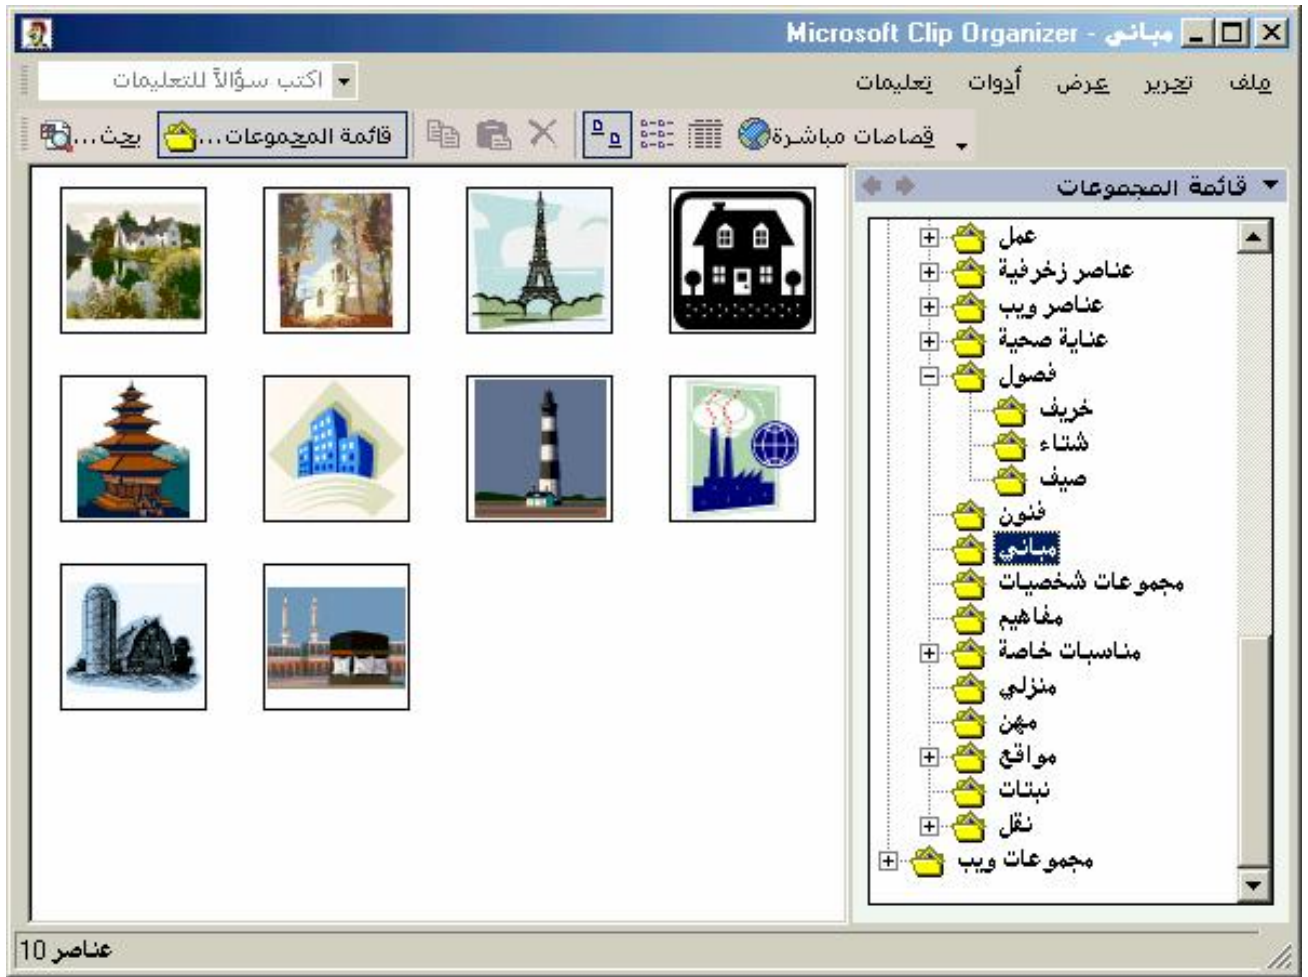 مباني - Microsoft Clip Organizer
ملف تحرير عرض أدوات تعليمات
اكتب سؤالاً للتعليمات
قصاصات مباشرة
قائمة المجموعات...
بحث...
قائمة المجموعات
عمل
عناصر زخرفية
عناصر ويب
عناية صحية
فصول
خريف
شتاء
صيف
فنون
مباني
مجموعات شخصيات
مفاهيم
مناسبات خاصة
منزلي
مهن
مواقع
نبتات
نقل
مجموعات ويب
10 عناصر